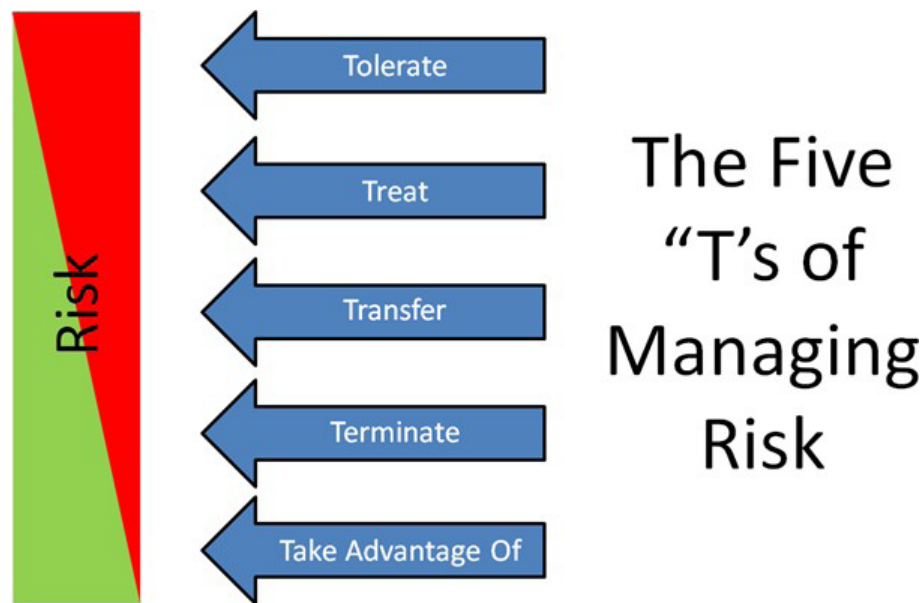 Risk
Tolerate
Treat
Transfer
Terminate
Take Advantage Of
The Five
“T’s of
Managing
Risk